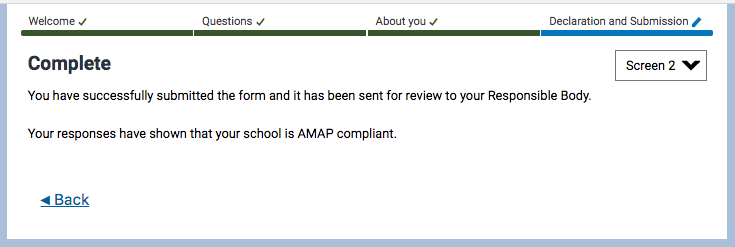 Welcome ✓ Questions ✓ About you ✓ Declaration and Submission
Complete
Screen 2
You have successfully submitted the form and it has been sent for review to your Responsible Body.
Your responses have shown that your school is AMAP compliant.
◀ Back